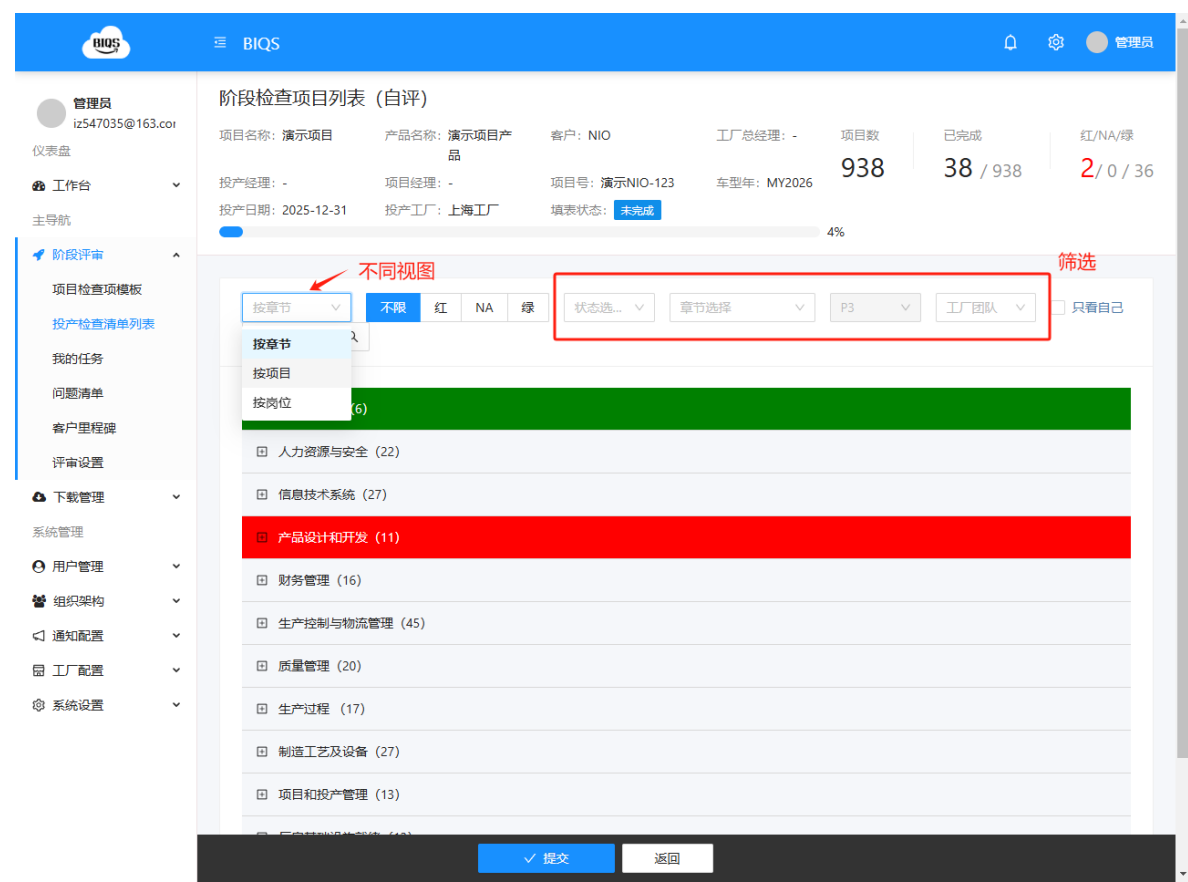 BIQS
BIQS
管理员
管理员
iz547035@163.cor
仪表盘
工作台
主导航
阶段评审
项目检查项模板
投产检查清单列表
我的任务
问题清单
客户里程碑
评审设置
下载管理
系统管理
用户管理
组织架构
通知配置
工厂配置
系统设置
阶段检查项目列表（自评）
项目名称: 演示项目 产品名称: 演示项目产品 客户: NIO 工厂总经理: -
投产经理: - 项目经理: - 项目号: 演示NIO-123 车型年: MY2026
投产日期: 2025-12-31 投产工厂: 上海工厂 填表状态: 未完成
项目数 已完成 红/NA/绿
938 38 / 938 2/ 0 / 36
4%
不同视图
筛选
按章节 不限 红 NA 绿 状态选... 章节选择 P3 工厂团队 只看自己
按章节
按项目
按岗位
(6)
人力资源与安全 (22)
信息技术系统 (27)
产品设计和开发 (11)
财务管理 (16)
生产控制与物流管理 (45)
质量管理 (20)
生产过程 (17)
制造工艺及设备 (27)
项目和投产管理 (13)
提交 返回